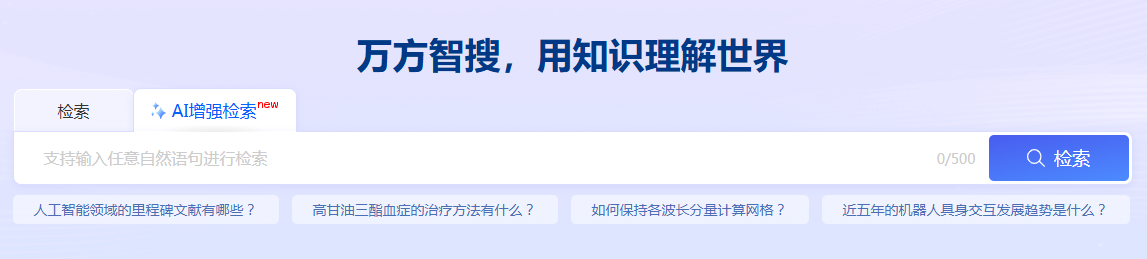 万方智搜，用知识理解世界
检索
AI增强检索new
支持输入任意自然语句进行检索
0/500
检索
人工智能领域的里程碑文献有哪些？
高甘油三酯血症的治疗方法有什么？
如何保持各波长分量计算网格？
近五年的机器人具身交互发展趋势是什么？